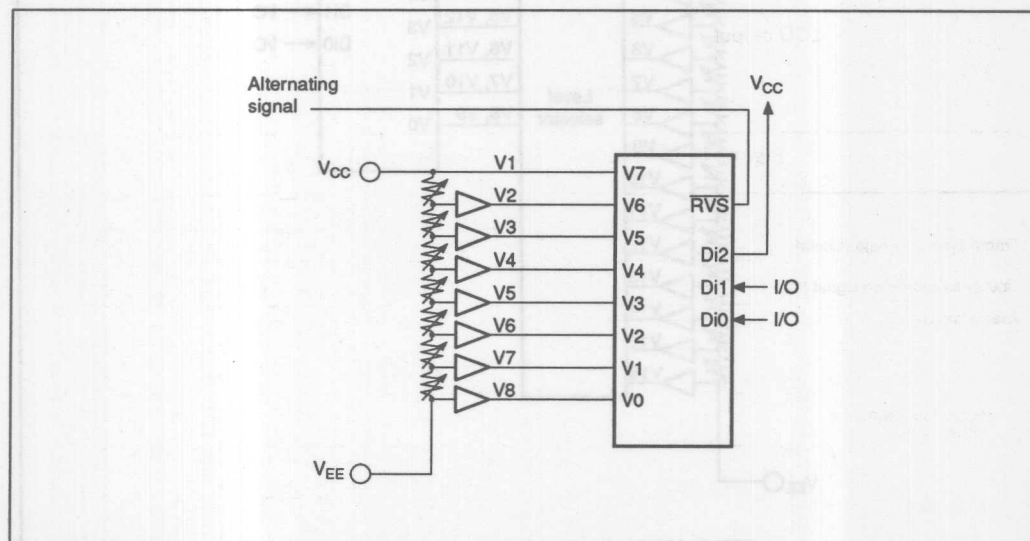 Alternating
signal
VCC
VCC
V1
V7
V2
V6
RVS
V3
V5
Di2
V4
V4
Di1
I/O
V5
V3
Di0
I/O
V6
V2
V7
V1
V8
V0
VEE